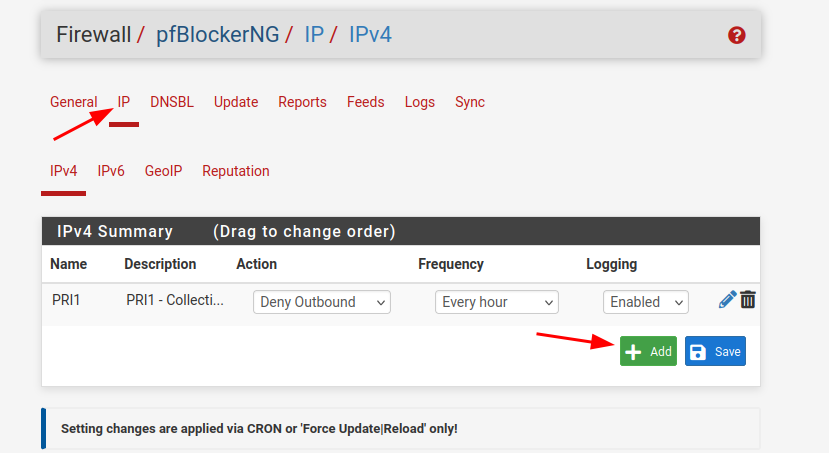 Firewall / pfBlockerNG / IP / IPv4
General IP DNSBL Update Reports Feeds Logs Sync
IPv4 IPv6 GeoIP Reputation
IPv4 Summary (Drag to change order)
Name Description Action Frequency Logging
PRI1 PRI1 - Collecti... Deny Outbound Every hour Enabled
Add Save
Setting changes are applied via CRON or 'Force Update|Reload' only!